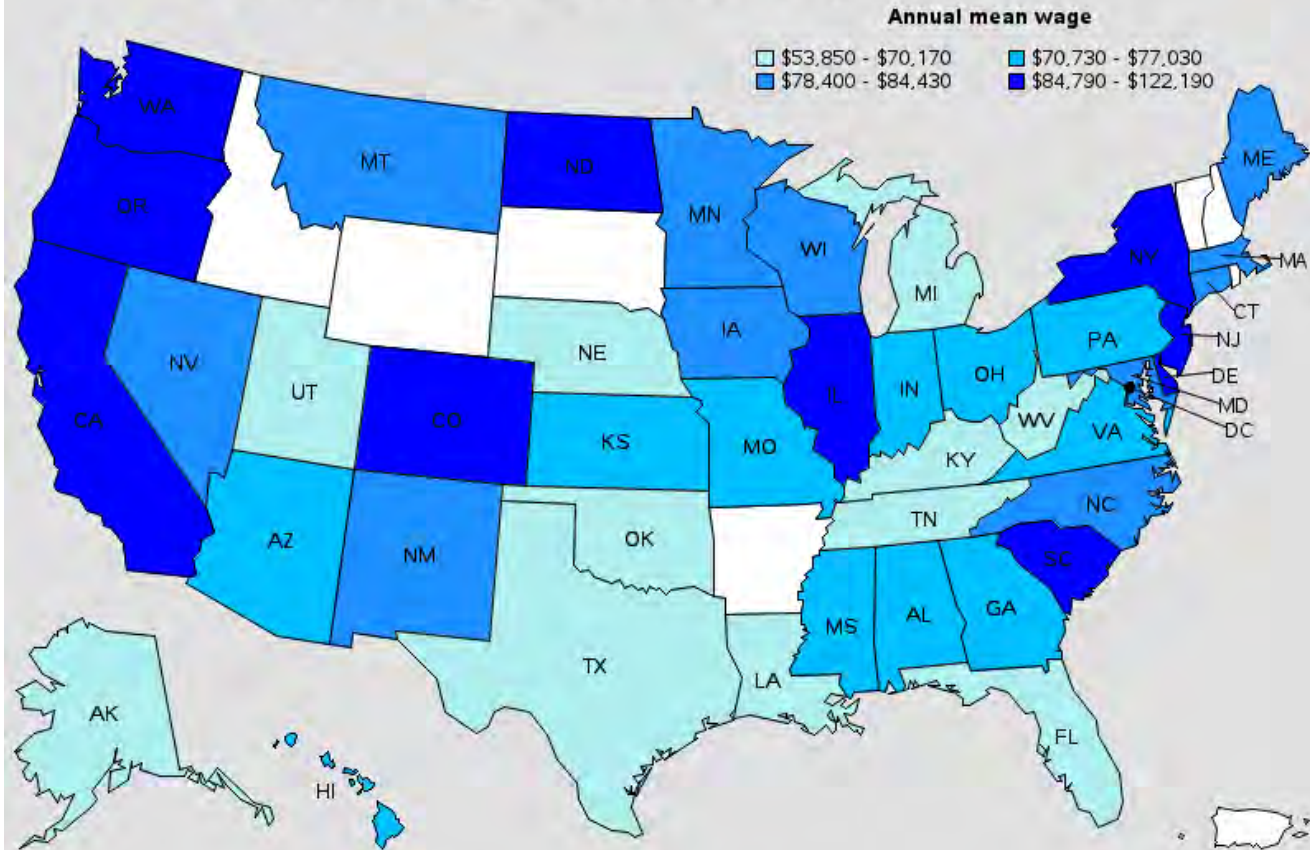 Annual mean wage
$53,850 - $70,170 $70,730 - $77,030
$78,400 - $84,430 $84,790 - $122,190
WA
MT
ND
ME
OR
MN
WI
NY
MA
MI
CT
IA
PA
NJ
NE
NV
UT
IL
IN
OH
DE
CA
CO
MD
WV
VA
DC
KS
MO
KY
NC
TN
AZ
OK
NM
SC
MS
AL
GA
TX
LA
AK
FL
HI